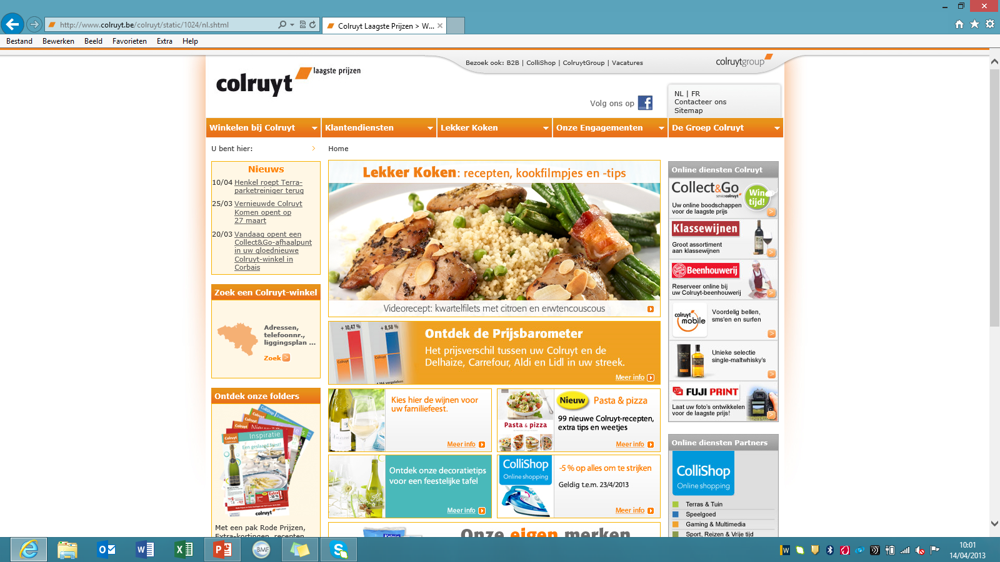 http://www.colruyt.be/colruyt/static/1024/nl.shtml
Colruyt Laagste Prijzen > W...
Bestand Bewerken Beeld Favorieten Extra Help
Bezoek ook: B2B | ColliShop | ColruytGroup | Vacatures
colruytgroup
colruyt laagste prijzen
Volg ons op
NL | FR
Contacteer ons
Sitemap
Winkelen bij Colruyt Klantendiensten Lekker Koken Onze Engagementen De Groep Colruyt
U bent hier: Home
Nieuws
10/04 Henkel roept Terra-
parketreiniger terug
25/03 Vernieuwde Colruyt
Komen opent op
27 maart
20/03 Vandaag opent een
Collect&Go-afhaalpunt
in uw gloednieuwe
Colruyt-winkel in
Corbais
Zoek een Colruyt-winkel
Adressen,
telefoonnr.,
liggingsplan ...
Zoek
Ontdek onze folders
Inspiratie
Een geslaagd feest!
colruyt
Met een pak Rode Prijzen,
Extra-kortingen, recepten
Lekker Koken: recepten, kookfilmpjes en -tips
Videorecept: kwartelfilets met citroen en erwtencouscous
+ 10,47 % + 8,58 %
Colruyt Colruyt
Ontdek de Prijsbarometer
Het prijsverschil tussen uw Colruyt en de
Delhaize, Carrefour, Aldi en Lidl in uw streek.
Meer info
Kies hier de wijnen voor
uw familiefeest.
Meer info
Pasta & pizza
Nieuw Pasta & pizza
99 nieuwe Colruyt-recepten,
extra tips en weetjes
Meer info
Ontdek onze decoratietips
voor een feestelijke tafel
Meer info
ColliShop
Online shopping
-5 % op alles om te strijken
Geldig t.e.m. 23/4/2013
Meer info
Onze eigen merken
Online diensten Colruyt
Collect&Go
servicecolruyt
Win tijd!
Uw online boodschappen
voor de laagste prijs
Klassewijnen
Groot assortiment
aan klassewijnen
Beenhouwerij
Reserveer online bij
uw Colruyt-beenhouwerij
colruyt
mobile
Voordelig bellen,
sms'en en surfen
Unieke selectie
single-maltwhisky's
FUJI PRINT
Laat uw foto's ontwikkelen
voor de laagste prijs!
Online diensten Partners
ColliShop
Online shopping
Terras & Tuin
Speelgoed
Gaming & Multimedia
Sport, Reizen & Vrije tijd
BMF
10:01
14/04/2013